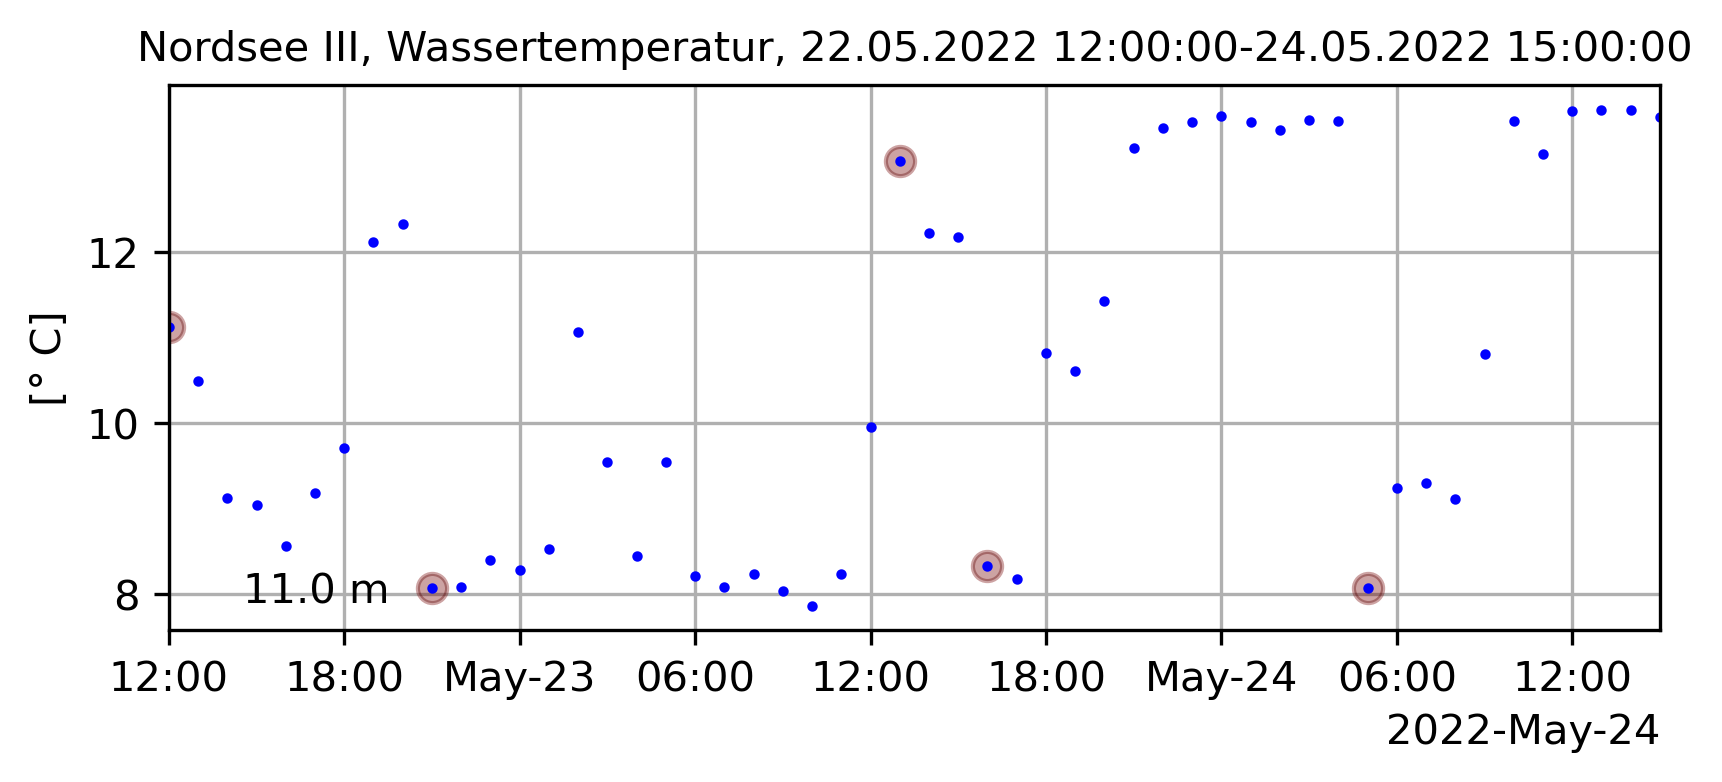 Nordsee III, Wassertemperatur, 22.05.2022 12:00:00-24.05.2022 15:00:00
[° C]
12
10
8
11.0 m
12:00 18:00 May-23 06:00 12:00 18:00 May-24 06:00 12:00
2022-May-24